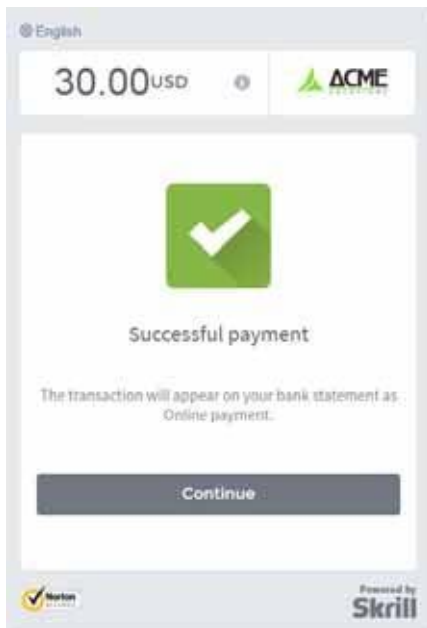 English
30.00USD
ACME
Successful payment
The transaction will appear on your bank statement as
Online payment.
Continue
Norton
Powered by
Skrill